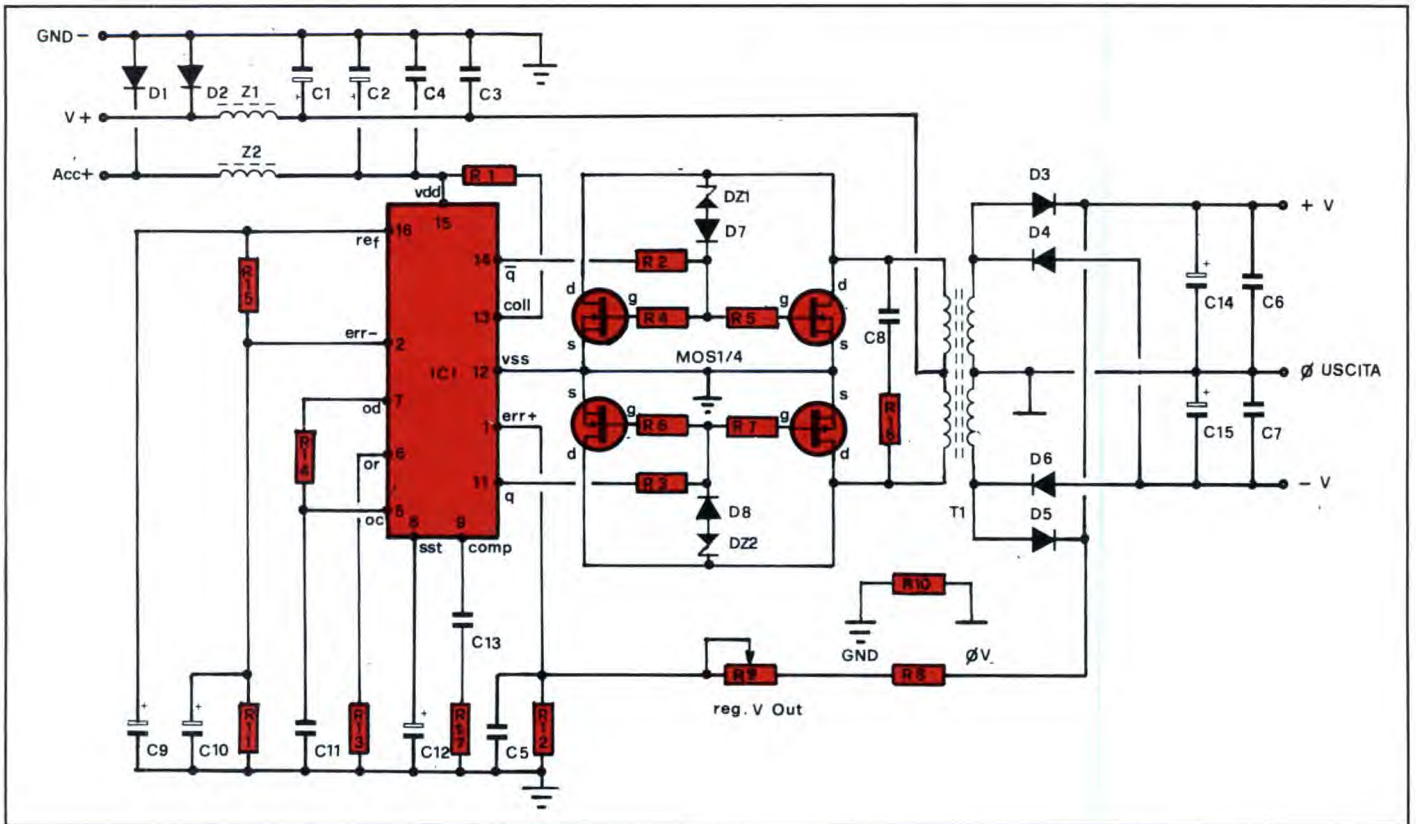 GND -
D1
D2
Z1
C1
C2
C4
C3
V +
Z2
Acc+
vdd
R 1
15
16
ref
R15
14
q
R 2
DZ1
D7
d
g
R 4
R 5
g
d
13
coll
s
s
err-
2
IC1
12
vss
MOS1/4
C8
7
od
R14
1
err+
s
g
R 6
R 7
g
s
R16
6
or
d
d
5
oc
11
q
R 3
8
sst
9
comp
D8
DZ2
D3
D4
+ V
C14
C6
Ø USCITA
C15
C7
D6
- V
T1
D5
R10
GND
ØV
C13
R9
R8
reg. V Out
C9
C10
R11
C11
R13
C12
R17
C5
R12
+
+
+
+
+
+
+